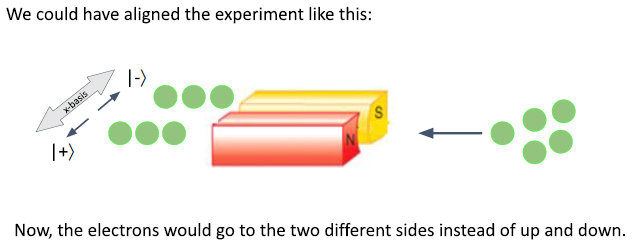 We could have aligned the experiment like this:
|-⟩
x-basis
S
N
|+⟩
Now, the electrons would go to the two different sides instead of up and down.